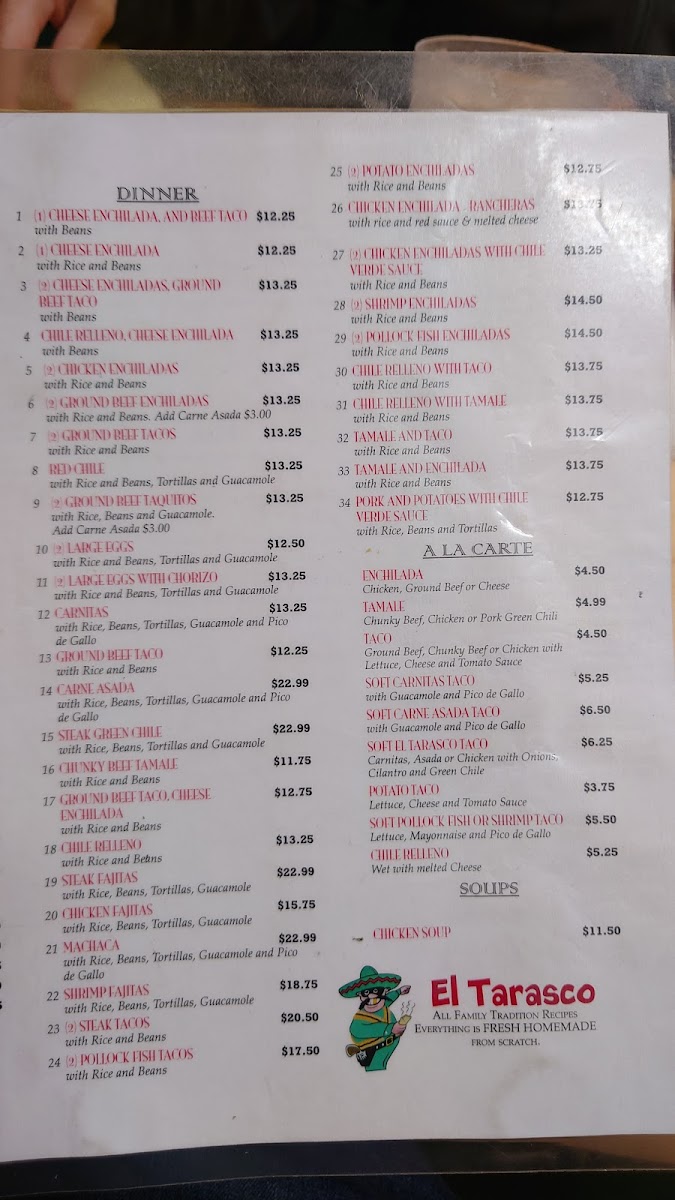 DINNER
1 (1) CHEESE ENCHILADA, AND BEEF TACO $12.25
with Beans
2 (1) CHEESE ENCHILADA $12.25
with Rice and Beans
3 (2) CHEESE ENCHILADAS, GROUND $13.25
BEEF TACO
with Beans
4 CHILE RELLENO, CHEESE ENCHILADA $13.25
with Beans
5 (2) CHICKEN ENCHILADAS $13.25
with Rice and Beans
6 (2) GROUND BEEF ENCHILADAS $13.25
with Rice and Beans. Add Carne Asada $3.00
7 (2) GROUND BEEF TACOS $13.25
with Rice and Beans
8 RED CHILE $13.25
with Rice and Beans, Tortillas and Guacamole
9 (2) GROUND BEEF TAQUITOS $13.25
with Rice, Beans and Guacamole.
Add Carne Asada $3.00
10 (2) LARGE EGGS $12.50
with Rice and Beans, Tortillas and Guacamole
11 (2) LARGE EGGS WITH CHORIZO $13.25
with Rice and Beans, Tortillas and Guacamole
12 CARNITAS $13.25
with Rice, Beans, Tortillas, Guacamole and Pico
de Gallo
13 GROUND BEEF TACO $12.25
with Rice and Beans
14 CARNE ASADA $22.99
with Rice, Beans, Tortillas, Guacamole and Pico
de Gallo
15 STEAK GREEN CHILE $22.99
with Rice, Beans, Tortillas and Guacamole
16 CHUNKY BEEF TAMALE $11.75
with Rice and Beans
17 GROUND BEEF TACO, CHEESE $12.75
ENCHILADA
with Rice and Beans
18 CHILE RELLENO $13.25
with Rice and Beans
19 STEAK FAJITAS $22.99
with Rice, Beans, Tortillas, Guacamole
20 CHICKEN FAJITAS $15.75
with Rice, Beans, Tortillas, Guacamole
21 MACHACA $22.99
with Rice, Beans, Tortillas, Guacamole and Pico
de Gallo
22 SHRIMP FAJITAS $18.75
with Rice, Beans, Tortillas, Guacamole
23 (2) STEAK TACOS $20.50
with Rice and Beans
24 (2) POLLOCK FISH TACOS $17.50
with Rice and Beans
25 (2) POTATO ENCHILADAS $12.75
with Rice and Beans
26 CHICKEN ENCHILADA RANCHERAS
with rice and red sauce & melted cheese
27 (2) CHICKEN ENCHILADAS WITH CHILE $13.25
VERDE SAUCE
with Rice and Beans
28 (2) SHRIMP ENCHILADAS $14.50
with Rice and Beans
29 (2) POLLOCK FISH ENCHILADAS $14.50
with Rice and Beans
30 CHILE RELLENO WITH TACO $13.75
with Rice and Beans
31 CHILE RELLENO WITH TAMALE $13.75
with Rice and Beans
32 TAMALE AND TACO $13.75
with Rice and Beans
33 TAMALE AND ENCHILADA $13.75
with Rice and Beans
34 PORK AND POTATOES WITH CHILE $12.75
VERDE SAUCE
with Rice, Beans and Tortillas
A LA CARTE
ENCHILADA $4.50
Chicken, Ground Beef or Cheese
TAMALE $4.99
Chunky Beef, Chicken or Pork Green Chili
TACO $4.50
Ground Beef, Chunky Beef or Chicken with
Lettuce, Cheese and Tomato Sauce
SOFT CARNITAS TACO $5.25
with Guacamole and Pico de Gallo
SOFT CARNE ASADA TACO $6.50
with Guacamole and Pico de Gallo
SOFT EL TARASCO TACO $6.25
Carnitas, Asada or Chicken with Onions,
Cilantro and Green Chile
POTATO TACO $3.75
Lettuce, Cheese and Tomato Sauce
SOFT POLLOCK FISH OR SHRIMP TACO $5.50
Lettuce, Mayonnaise and Pico de Gallo
CHILE RELLENO $5.25
Wet with melted Cheese
SOUPS
CHICKEN SOUP $11.50
El Tarasco
ALL FAMILY TRADITION RECIPES
EVERYTHING IS FRESH HOMEMADE
FROM SCRATCH.